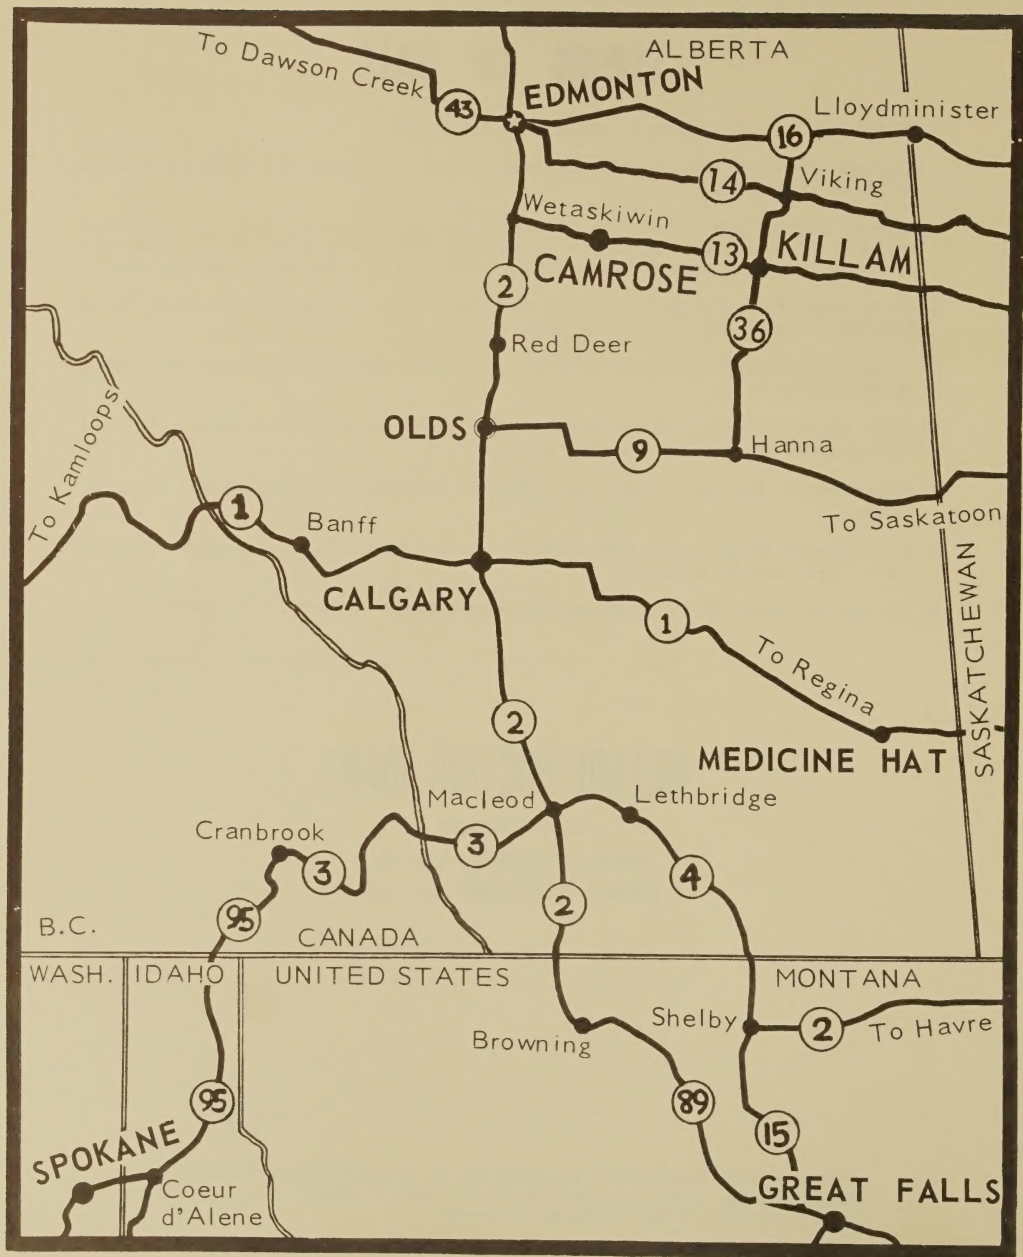 ALBERTA
To Dawson Creek
43
EDMONTON
Lloydminister
16
14
Viking
Wetaskiwin
13
KILLAM
CAMROSE
2
36
Red Deer
OLDS
9
Hanna
To Kamloops
1
Banff
To Saskatoon
CALGARY
1
SASKATCHEWAN
To Regina
2
MEDICINE HAT
Macleod
Lethbridge
Cranbrook
3
3
4
95
2
B.C.
CANADA
WASH.
IDAHO
UNITED STATES
MONTANA
Shelby
2
To Havre
Browning
95
89
15
SPOKANE
Coeur
d'Alene
GREAT FALLS